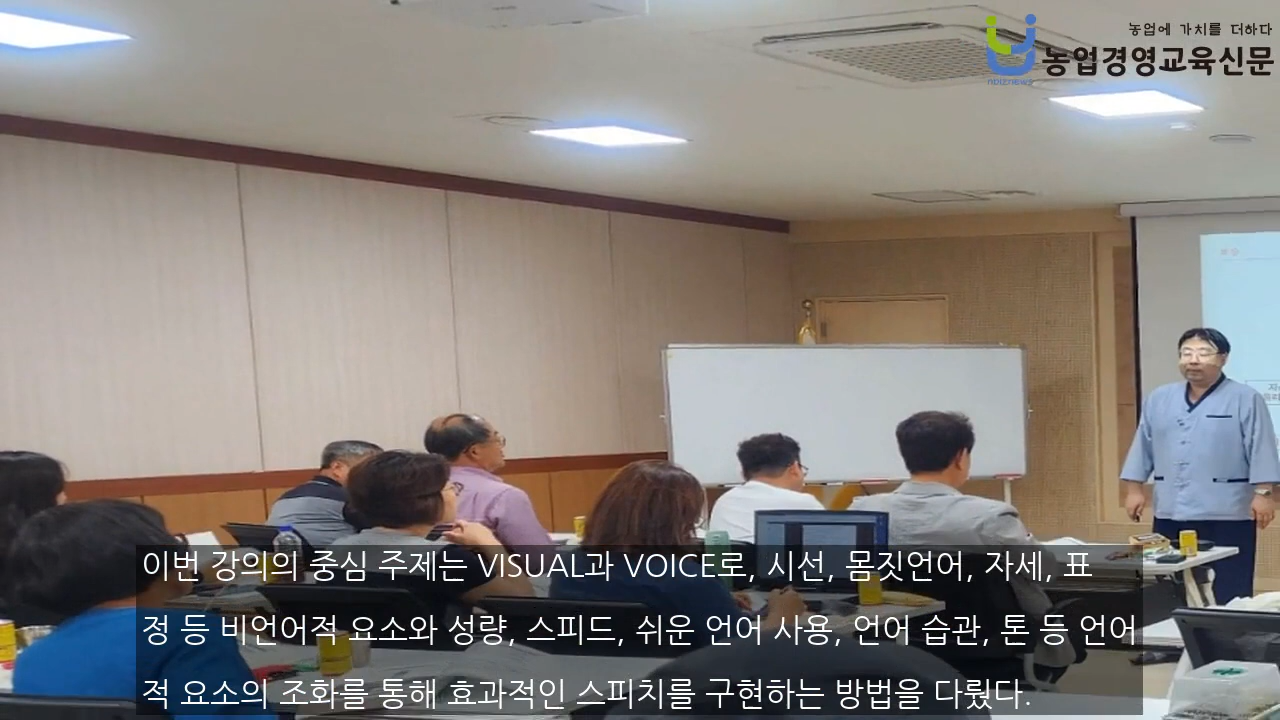 농업에 가치를 더하다
농업경영교육신문
이번 강의의 중심 주제는 VISUAL과 VOICE로, 시선, 몸짓언어, 자세, 표
정 등 비언어적 요소와 성량, 스피드, 쉬운 언어 사용, 언어 습관, 톤 등 언어
적 요소의 조화를 통해 효과적인 스피치를 구현하는 방법을 다뤘다.